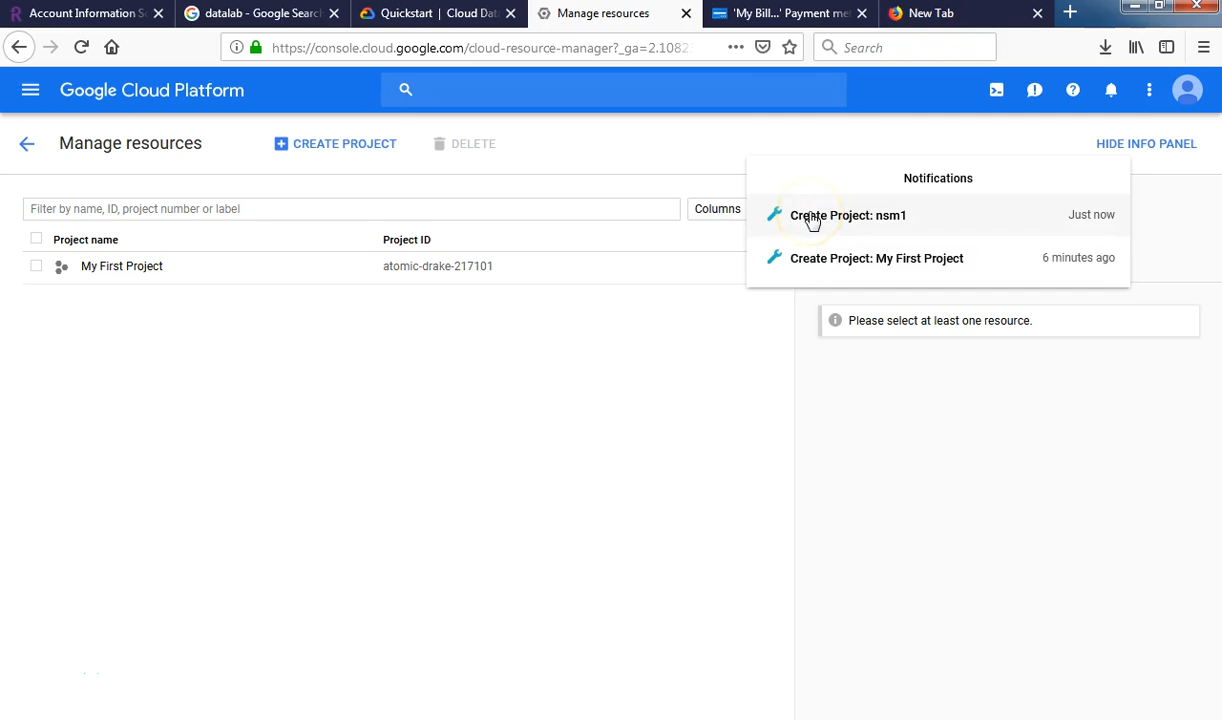 Account Information Se
datalab - Google Search
Quickstart | Cloud Data
Manage resources
'My Bill...' Payment met
New Tab
https://console.cloud.google.com/cloud-resource-manager?_ga=2.1082
Search
Google Cloud Platform
Manage resources
CREATE PROJECT
DELETE
HIDE INFO PANEL
Notifications
Create Project: nsm1
Just now
Create Project: My First Project
6 minutes ago
Filter by name, ID, project number or label
Columns
Project name
Project ID
My First Project
atomic-drake-217101
Please select at least one resource.